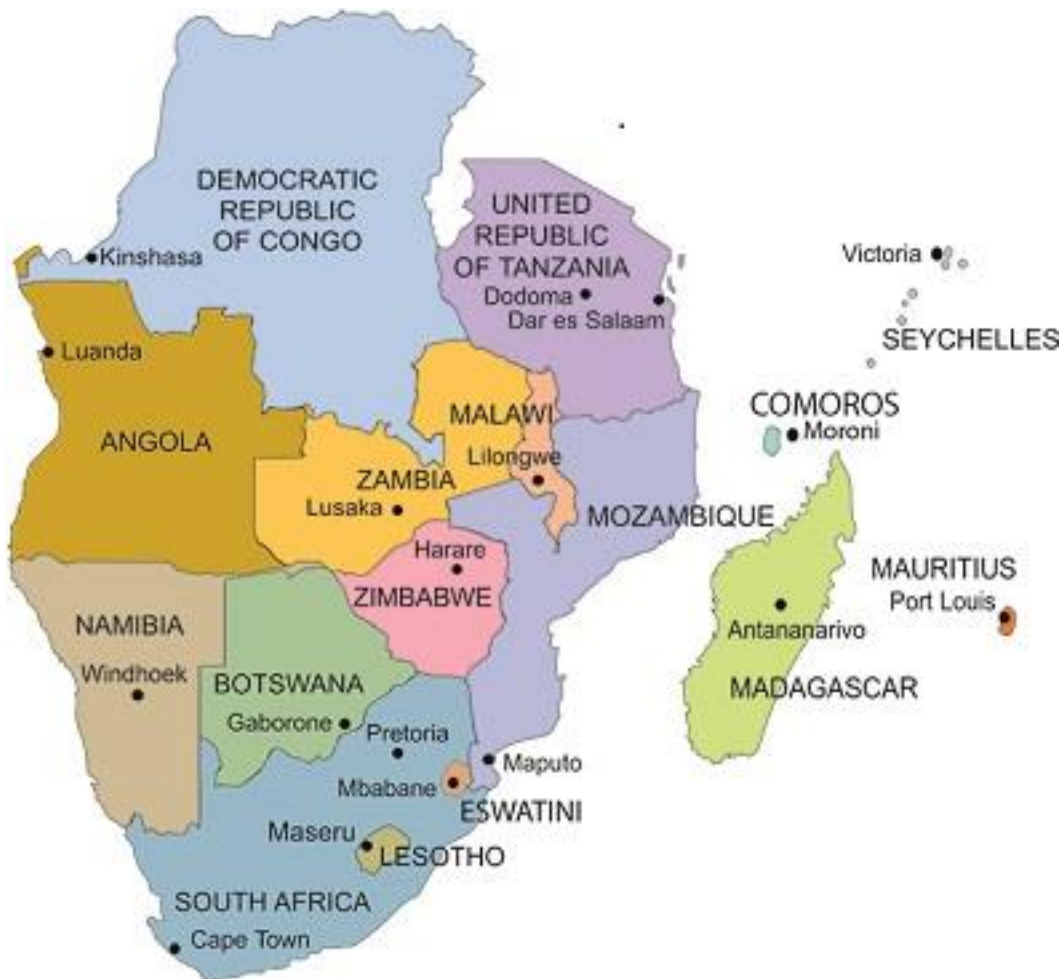 DEMOCRATIC
REPUBLIC
OF CONGO
Kinshasa
UNITED
REPUBLIC
OF TANZANIA
Dodoma
Dar es Salaam
Victoria
SEYCHELLES
Luanda
ANGOLA
MALAWI
Lilongwe
ZAMBIA
Lusaka
COMOROS
Moroni
MOZAMBIQUE
Harare
ZIMBABWE
MAURITIUS
Port Louis
Antananarivo
MADAGASCAR
NAMIBIA
Windhoek
BOTSWANA
Gaborone
Pretoria
Maputo
Mbabane
ESWATINI
Maseru
LESOTHO
SOUTH AFRICA
Cape Town